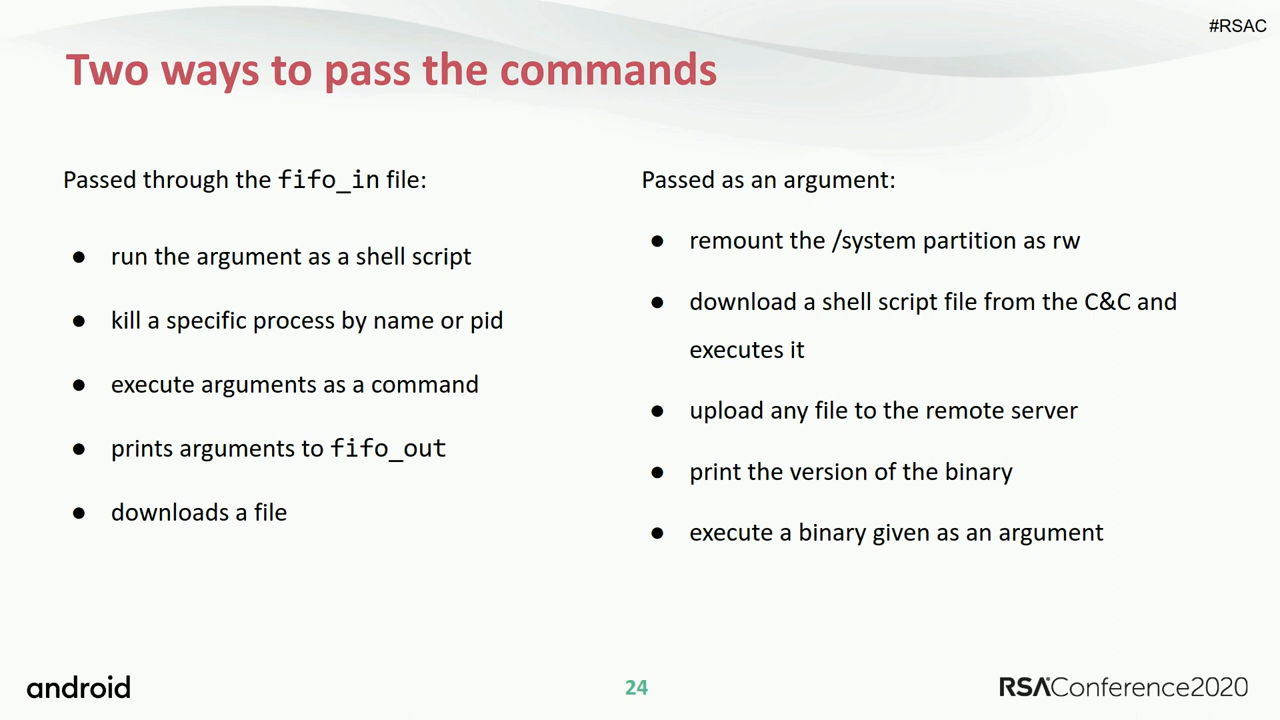 #RSAC
Two ways to pass the commands
Passed through the fifo_in file:
● run the argument as a shell script
● kill a specific process by name or pid
● execute arguments as a command
● prints arguments to fifo_out
● downloads a file
Passed as an argument:
● remount the /system partition as rw
● download a shell script file from the C&C and
executes it
● upload any file to the remote server
● print the version of the binary
● execute a binary given as an argument
android
24
RSAConference2020